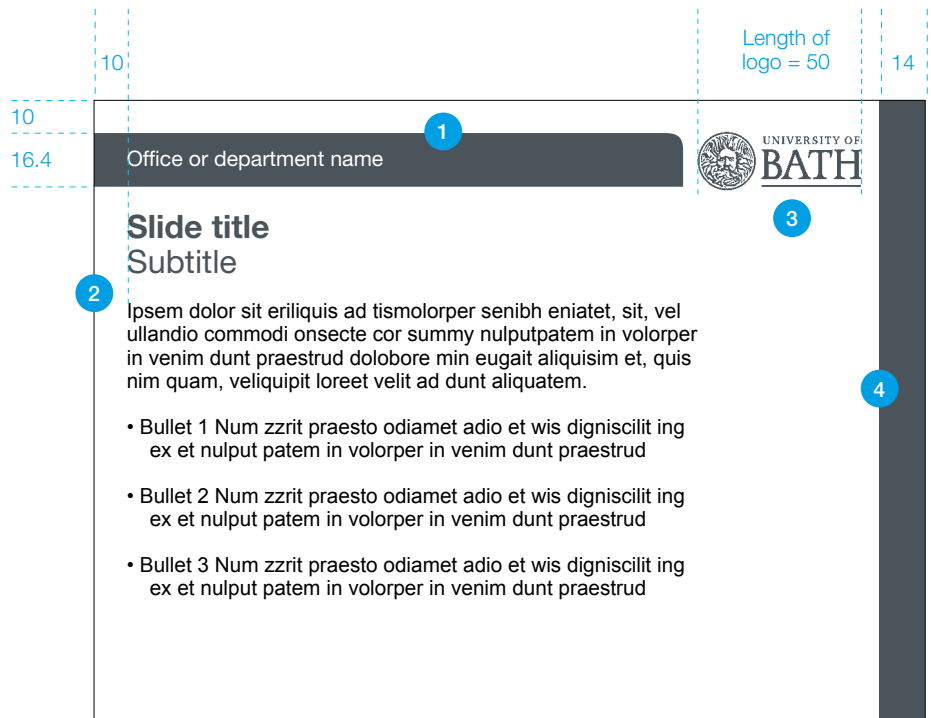 Length of
logo = 50
10
14
10
1
16.4
Office or department name
UNIVERSITY OF
BATH
3
Slide title
Subtitle
2
Ipsem dolor sit eriliquis ad tismolorper senibh eniatet, sit, vel
ullandio commodi onsecte cor summy nulputpatem in volorper
in venim dunt praestrud dolobore min eugait aliquisim et, quis
nim quam, veliquipit loreet velit ad dunt aliquatem.
4
• Bullet 1 Num zzrit praesto odiamet adio et wis digniscilit ing
ex et nulput patem in volorper in venim dunt praestrud
• Bullet 2 Num zzrit praesto odiamet adio et wis digniscilit ing
ex et nulput patem in volorper in venim dunt praestrud
• Bullet 3 Num zzrit praesto odiamet adio et wis digniscilit ing
ex et nulput patem in volorper in venim dunt praestrud